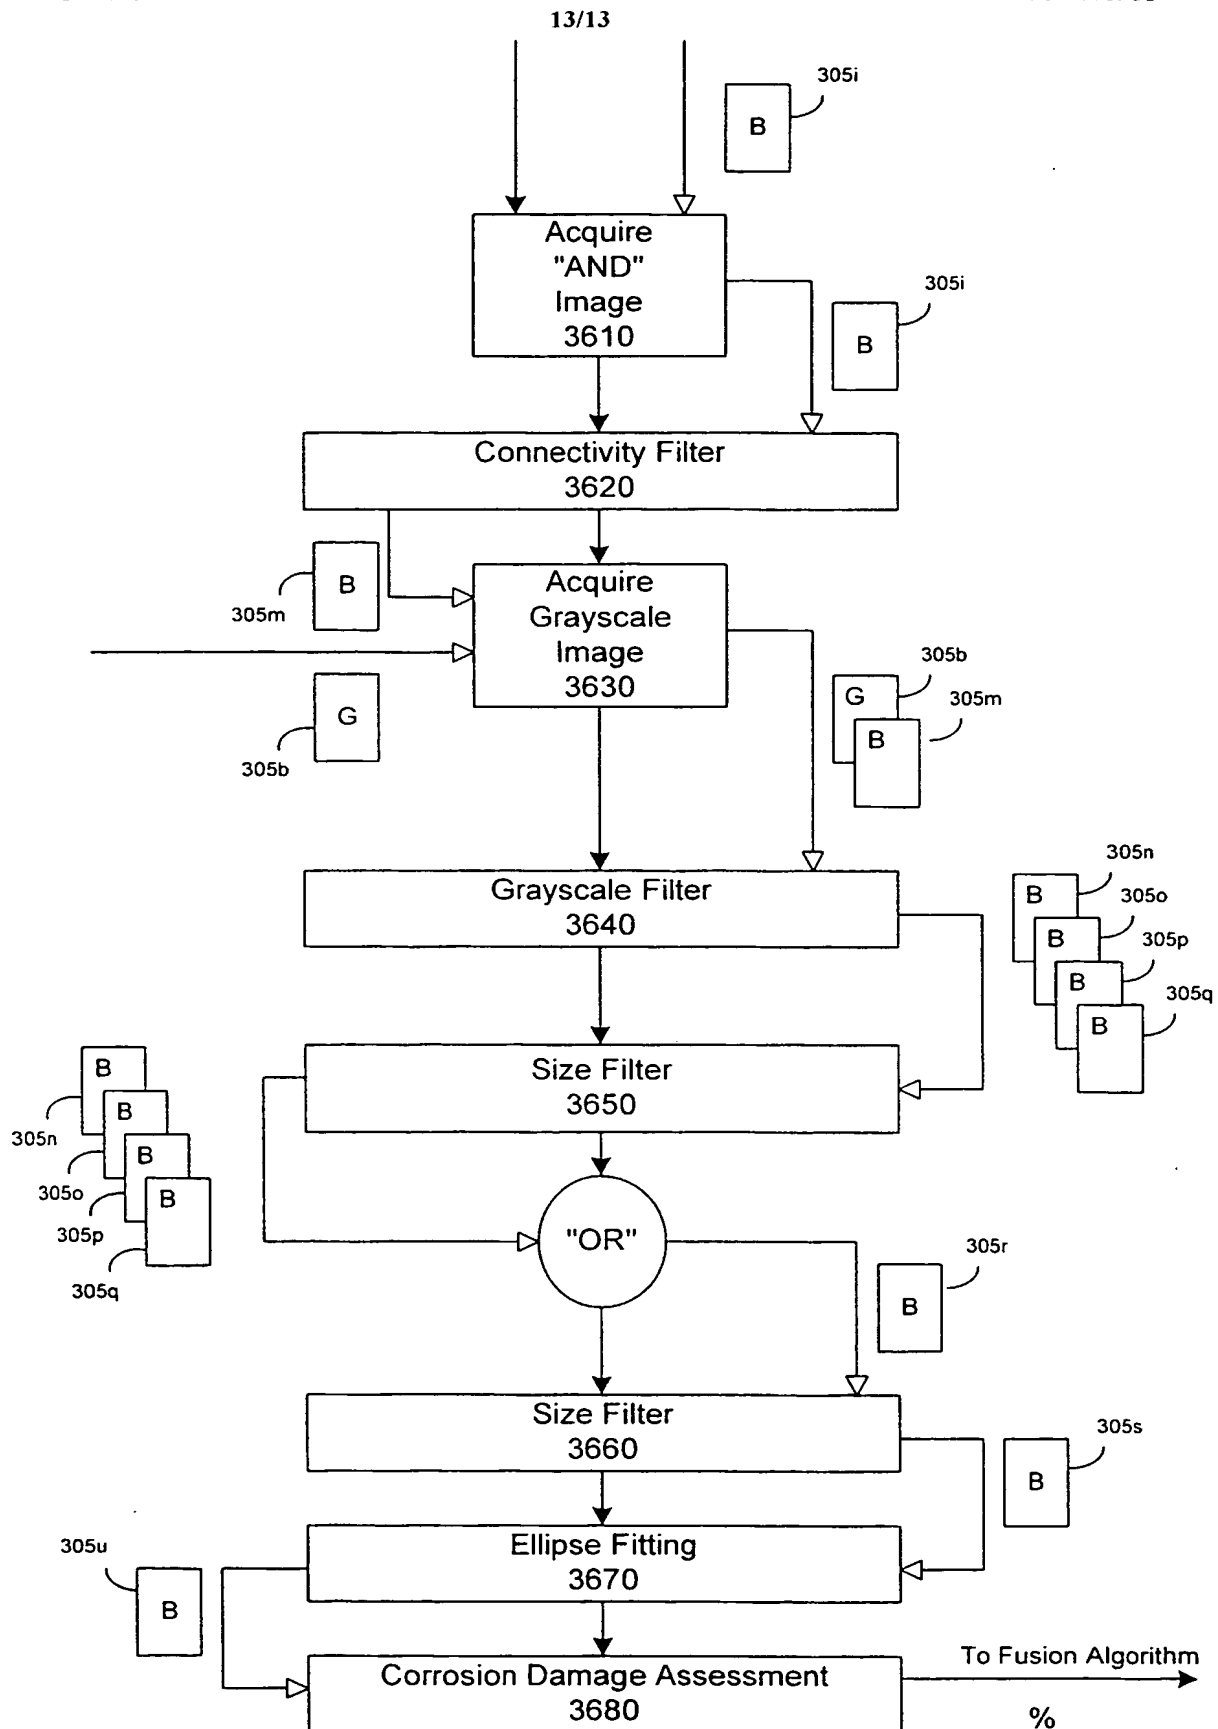 13/13
305i
B
Acquire
"AND"
Image
3610
305i
B
Connectivity Filter
3620
B
305m
Acquire
Grayscale
Image
3630
G
305b
305b
G
305m
B
Grayscale Filter
3640
305n
B
305o
B
305p
B
305q
B
Size Filter
3650
B
305n
B
305o
B
305p
B
305q
"OR"
305r
B
Size Filter
3660
305s
B
Ellipse Fitting
3670
305u
B
Corrosion Damage Assessment
3680
To Fusion Algorithm
%